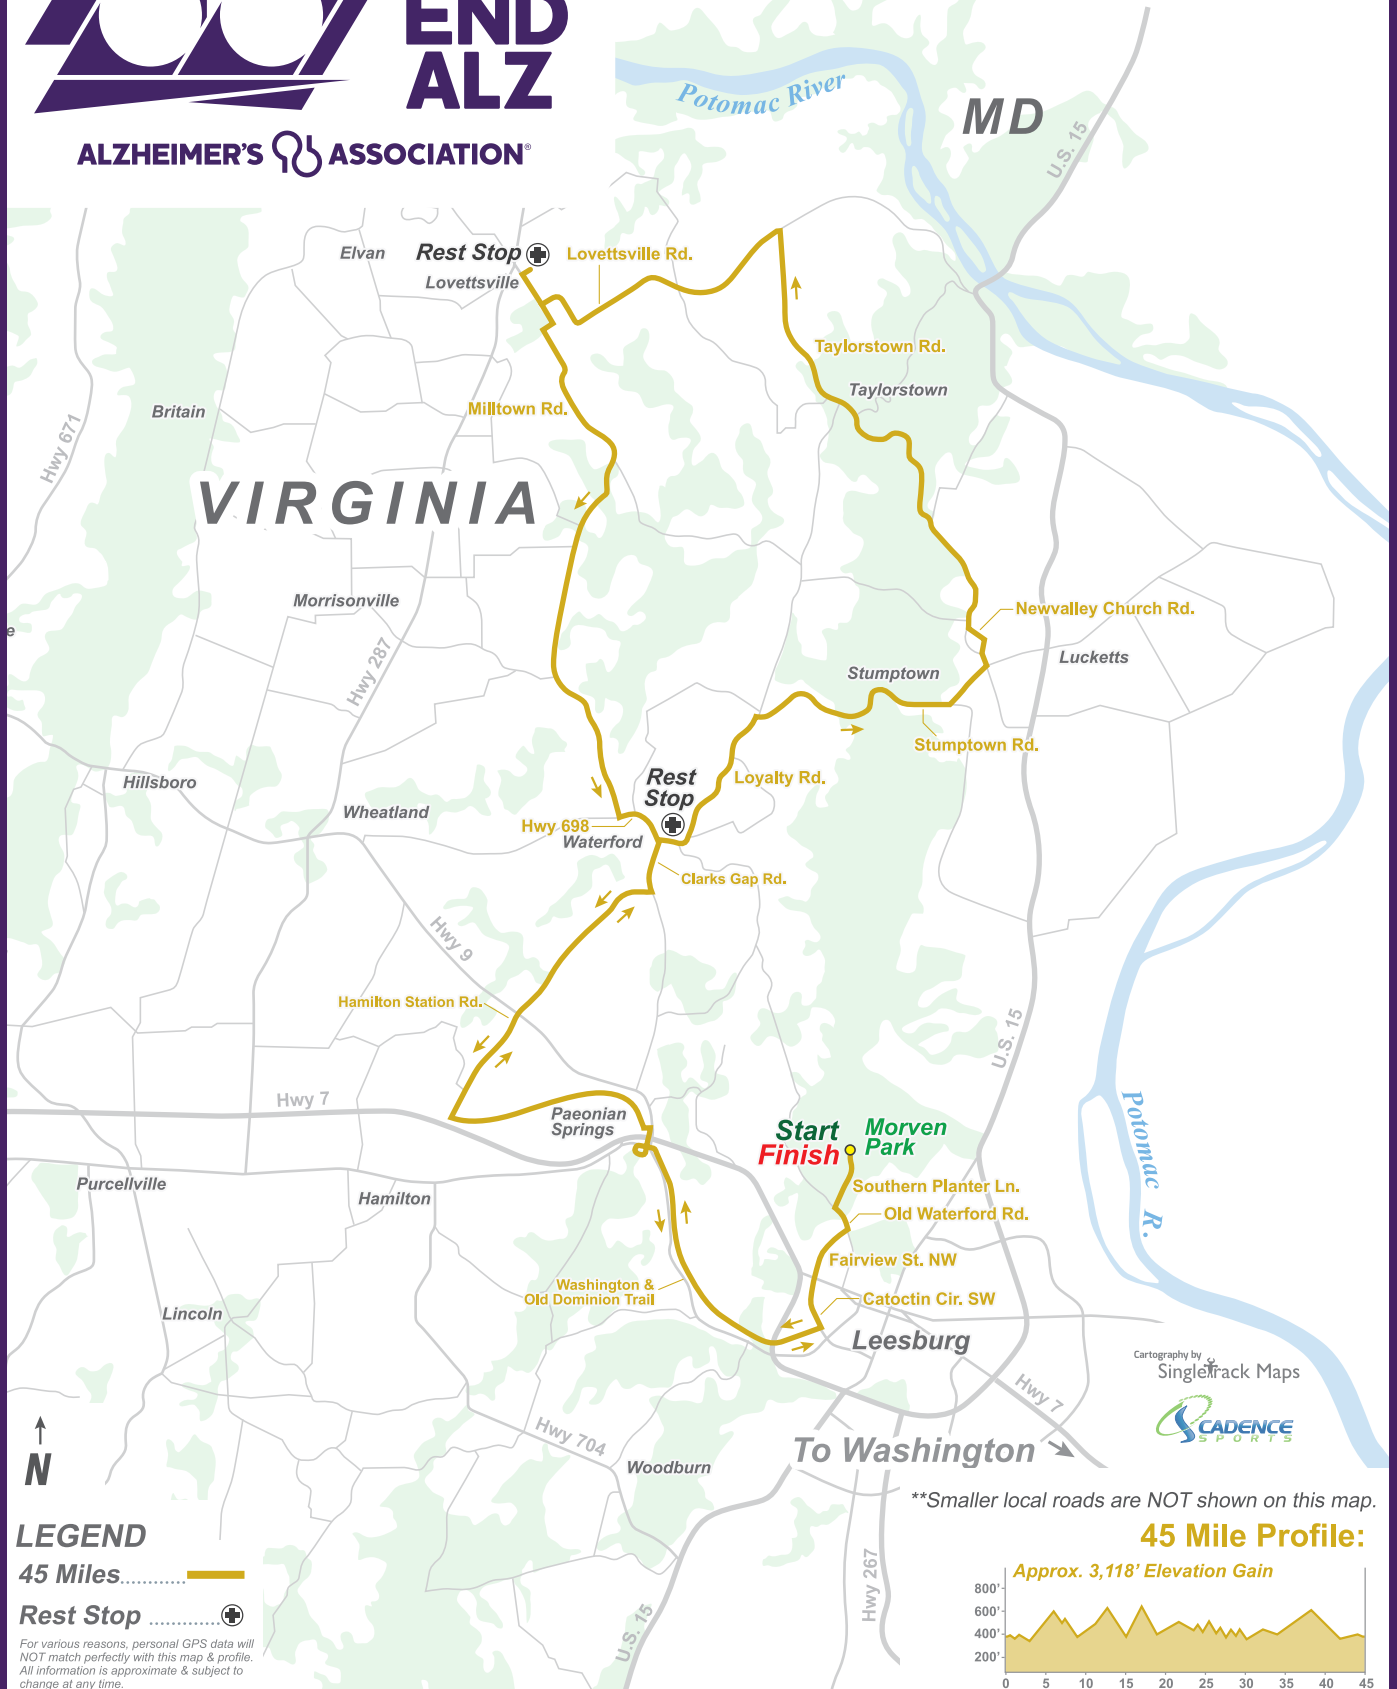 END
ALZ
ALZHEIMER'S ASSOCIATION®
Potomac River
MD
U.S. 15
Elvan
Rest Stop
Lovettsville Rd.
Lovettsville
Taylorstown Rd.
Taylorstown
Britain
Milltown Rd.
Hwy 671
VIRGINIA
Morrisonville
Newvalley Church Rd.
e
Hwy 287
Lucketts
Stumptown
Stumptown Rd.
Hillsboro
Rest
Stop
Loyalty Rd.
Wheatland
Hwy 698
Waterford
Clarks Gap Rd.
Hwy 9
Hamilton Station Rd.
U.S. 15
Hwy 7
Paeonian
Springs
Start
Finish
Morven
Park
Potomac R.
Purcellville
Hamilton
Southern Planter Ln.
Old Waterford Rd.
Fairview St. NW
Washington &
Old Dominion Trail
Catoctin Cir. SW
Lincoln
Leesburg
Cartography by
SingleTrack Maps
Hwy 7
CADENCE
SPORTS
Hwy 704
To Washington
N
Woodburn
**Smaller local roads are NOT shown on this map.
LEGEND
45 Miles............
Rest Stop .............
For various reasons, personal GPS data will
NOT match perfectly with this map & profile.
All information is approximate & subject to
change at any time.
Hwy 267
U.S. 15
45 Mile Profile:
Approx. 3,118' Elevation Gain
800'
600'
400'
200'
0 5 10 15 20 25 30 35 40 45